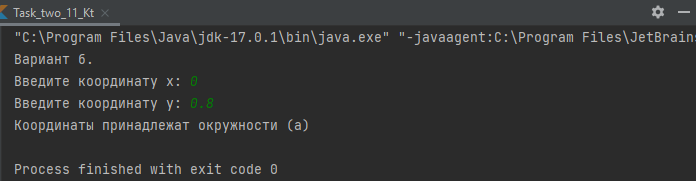 Task_two_11_Kt
"C:\Program Files\Java\jdk-17.0.1\bin\java.exe" "-javaagent:C:\Program Files\JetBrain
Вариант 6.
Введите координату x: 0
Введите координату y: 0.8
Координаты принадлежат окружности (а)
Process finished with exit code 0